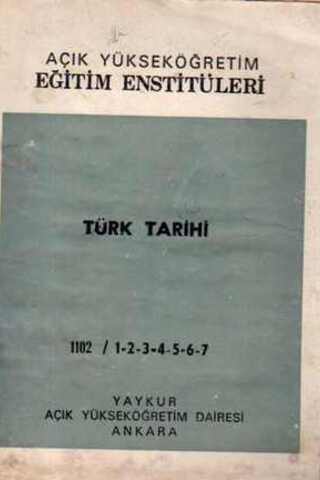 AÇIK YÜKSEKÖĞRETİM
EĞİTİM ENSTİTÜLERİ
TÜRK TARİHİ
1102 / 1-2-3-4-5-6-7
YAYKUR
AÇIK YÜKSEKÖĞRETİM DAİRESİ
ANKARA